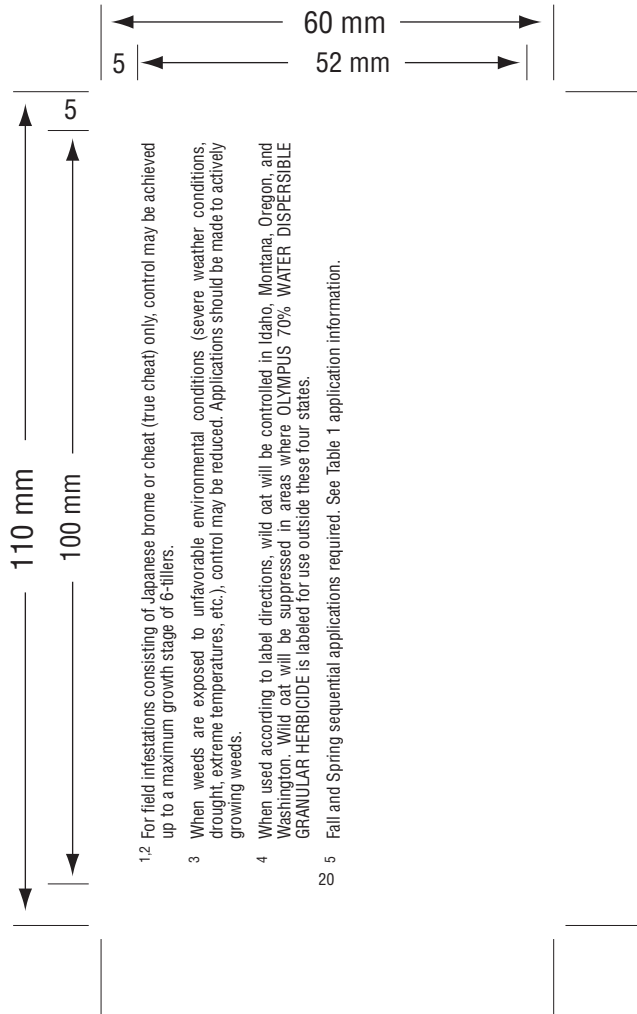 60 mm
5
52 mm
5
110 mm
100 mm
1,2 For field infestations consisting of Japanese brome or cheat (true cheat) only, control may be achieved
up to a maximum growth stage of 6-tillers.
3 When weeds are exposed to unfavorable environmental conditions (severe weather conditions,
drought, extreme temperatures, etc.), control may be reduced. Applications should be made to actively
growing weeds.
4 When used according to label directions, wild oat will be controlled in Idaho, Montana, Oregon, and
Washington. Wild oat will be suppressed in areas where OLYMPUS 70% WATER DISPERSIBLE
GRANULAR HERBICIDE is labeled for use outside these four states.
5 Fall and Spring sequential applications required. See Table 1 application information.
20